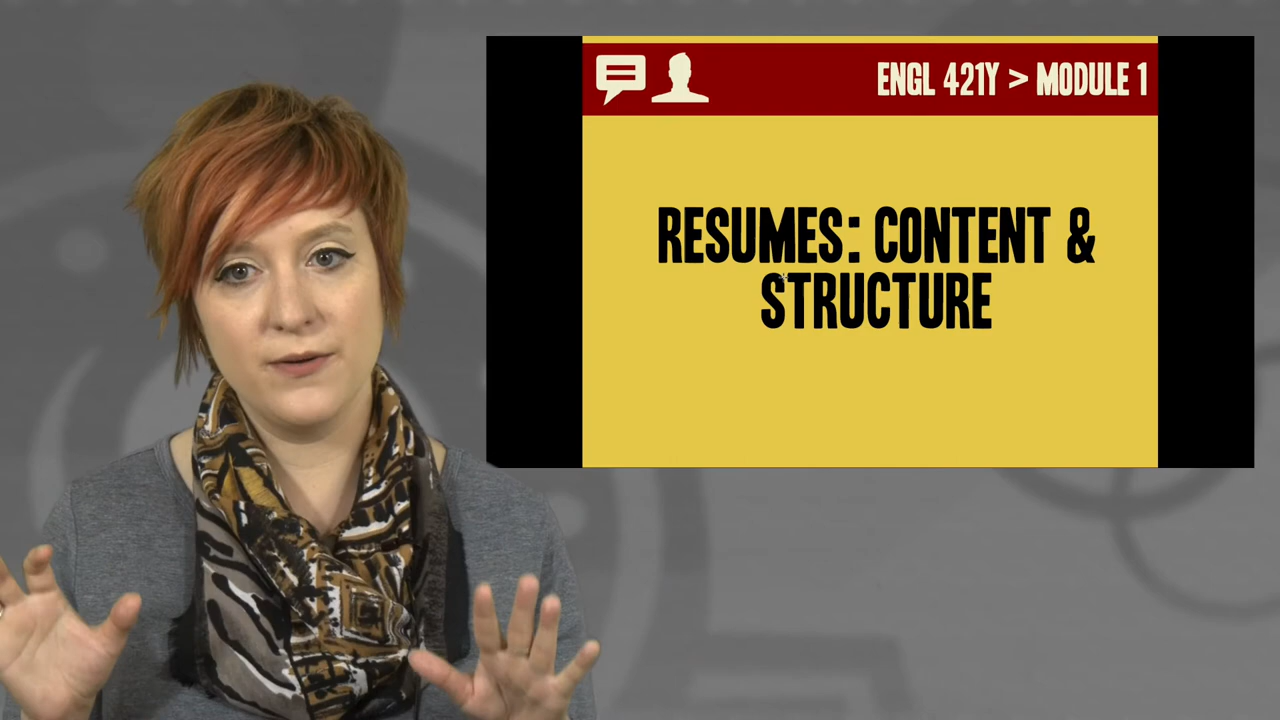 ENGL 421Y > MODULE 1
RESUMES: CONTENT &
STRUCTURE